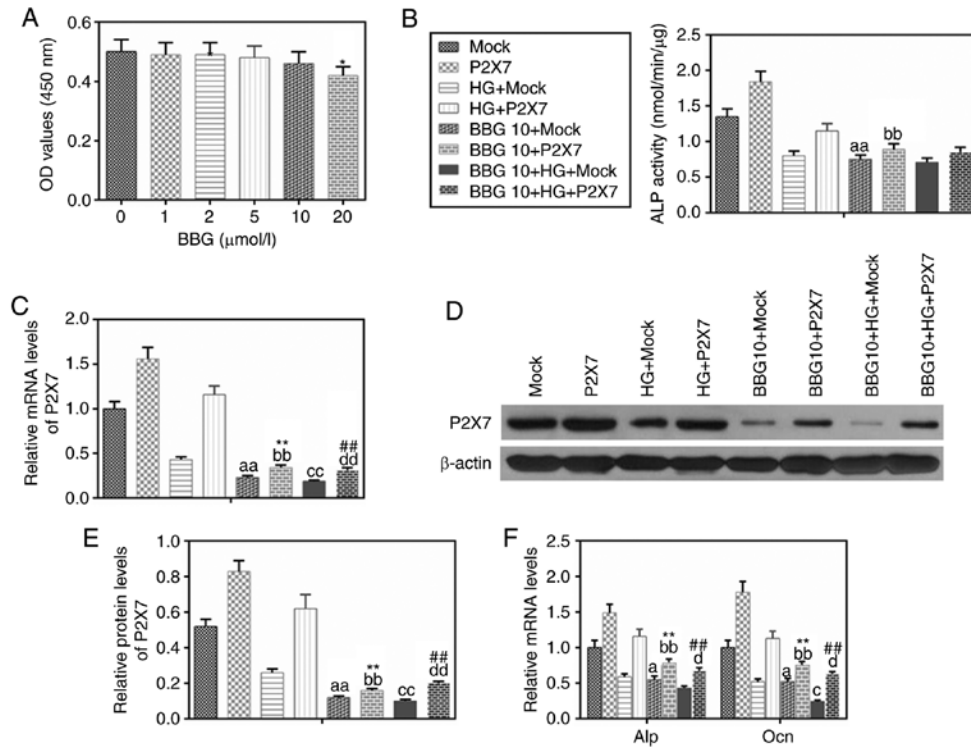 A
OD values (450 nm)
0.6
0.4
0.2
0.0
*
0 1 2 5 10 20
BBG (μmol/l)
B
Mock
P2X7
HG+Mock
HG+P2X7
BBG 10+Mock
BBG 10+P2X7
BBG 10+HG+Mock
BBG 10+HG+P2X7
ALP activity (nmol/min/μg)
2.5
2.0
1.5
1.0
0.5
0.0
aa
bb
C
Relative mRNA levels
of P2X7
2.0
1.5
1.0
0.5
0.0
aa
**
bb
cc
##
dd
D
Mock
P2X7
HG+Mock
HG+P2X7
BBG10+Mock
BBG10+P2X7
BBG10+HG+Mock
BBG10+HG+P2X7
P2X7
β-actin
E
Relative protein levels
of P2X7
1.0
0.8
0.6
0.4
0.2
0.0
aa
**
bb
cc
##
dd
F
Relative mRNA levels
2.5
2.0
1.5
1.0
0.5
0.0
a
**
bb
##
d
a
**
bb
c
##
d
Alp Ocn